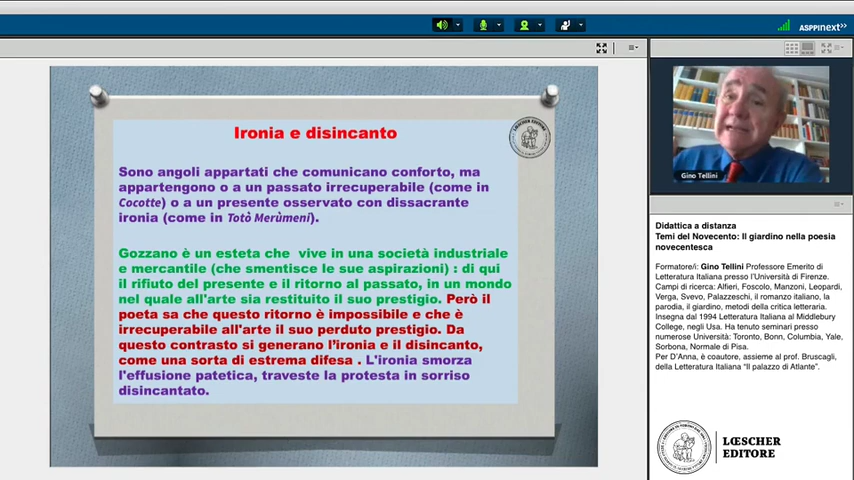 ASPPInext>>
Ironia e disincanto
Sono angoli appartati che comunicano conforto, ma
appartengono o a un passato irrecuperabile (come in
Cocotte) o a un presente osservato con dissacrante
ironia (come in Totò Merùmeni).
Gozzano è un esteta che vive in una società industriale
e mercantile (che smentisce le sue aspirazioni) : di qui
il rifiuto del presente e il ritorno al passato, in un mondo
nel quale all'arte sia restituito il suo prestigio. Però il
poeta sa che questo ritorno è impossibile e che è
irrecuperabile all'arte il suo perduto prestigio. Da
questo contrasto si generano l'ironia e il disincanto,
come una sorta di estrema difesa . L'ironia smorza
l'effusione patetica, traveste la protesta in sorriso
disincantato.
Gino Tellini
Didattica a distanza
Temi del Novecento: Il giardino nella poesia
novecentesca
Formatore/i: Gino Tellini Professore Emerito di
Letteratura Italiana presso l'Università di Firenze.
Campi di ricerca: Alfieri, Foscolo, Manzoni, Leopardi,
Verga, Svevo, Palazzeschi, il romanzo italiano, la
parodia, il giardino, metodi della critica letteraria.
Insegna dal 1994 Letteratura Italiana al Middlebury
College, negli Usa. Ha tenuto seminari presso
numerose Università: Toronto, Bonn, Columbia, Yale,
Sorbona, Normale di Pisa.
Per D'Anna, è coautore, assieme al prof. Bruscagli,
della Letteratura Italiana "Il palazzo di Atlante".
LŒSCHER
EDITORE